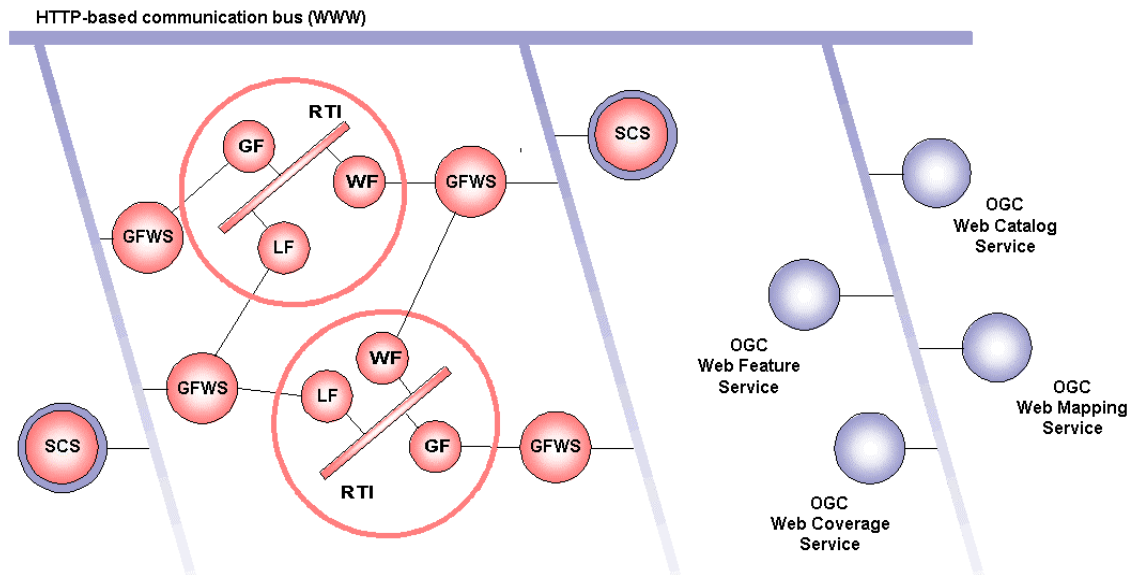 HTTP-based communication bus (WWW)
RTI
GF
WF
SCS
GFWS
GFWS
LF
OGC
Web Catalog
Service
WF
GFWS
LF
OGC
Web Feature
Service
OGC
Web Mapping
Service
SCS
GF
GFWS
RTI
OGC
Web Coverage
Service